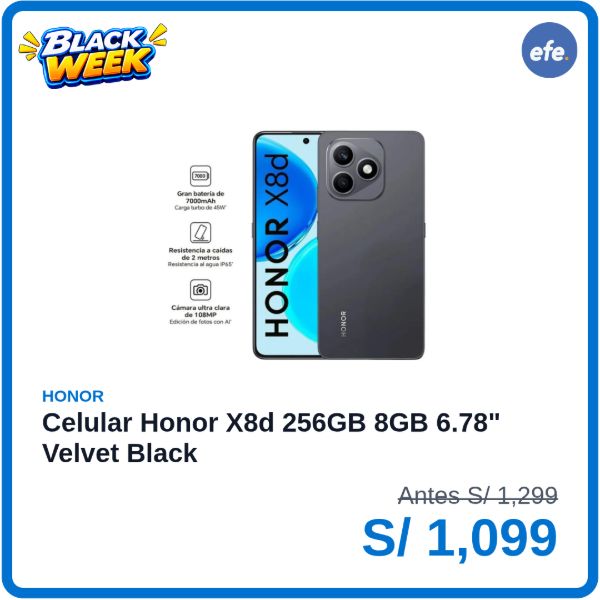 BLACK
WEEK
efe.
7000
Gran batería de
7000mAh
Carga turbo de 45W*
Resistencia a caídas
de 2 metros
Resistencia al agua IP65*
Cámara ultra clara
de 108MP
Edición de fotos con AI*
HONOR X8d
HONOR
HONOR
Celular Honor X8d 256GB 8GB 6.78"
Velvet Black
Antes S/ 1,299
S/ 1,099